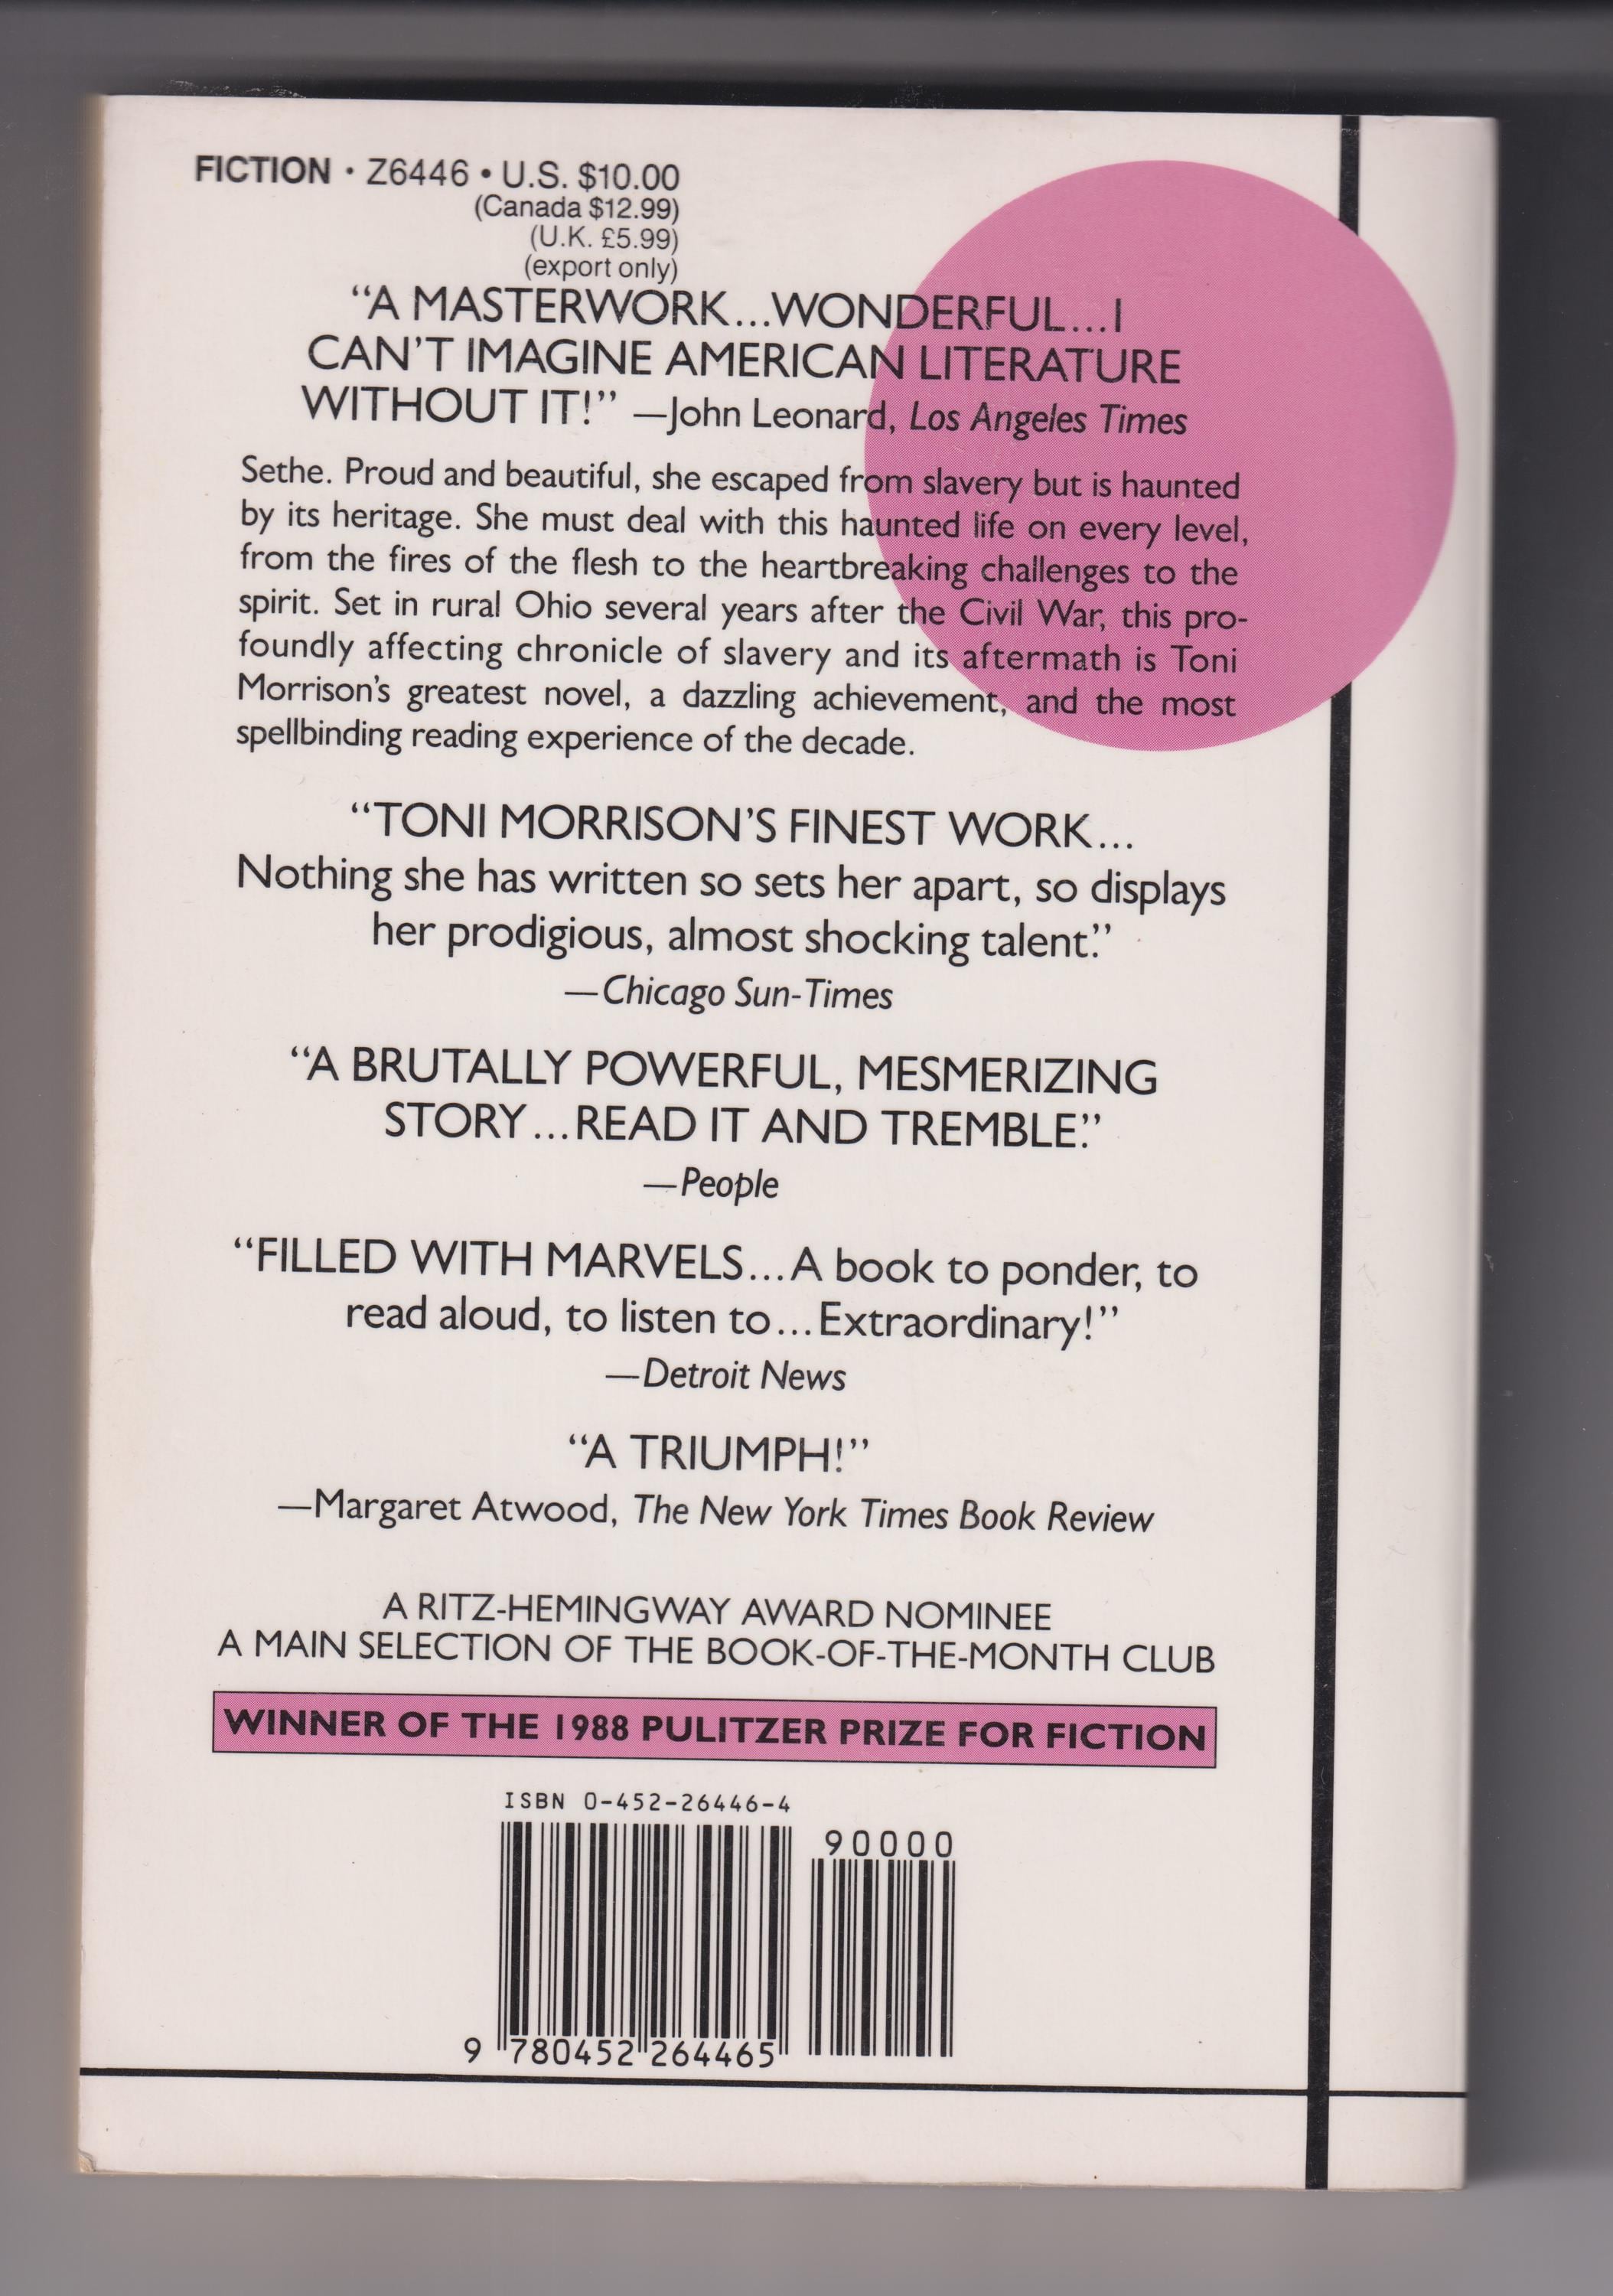 FICTION · Z6446 • U.S. $10.00
(Canada $12.99)
(U.K. £5.99)
(export only)
“A MASTERWORK...WONDERFUL...I
CAN’T IMAGINE AMERICAN LITERATURE
WITHOUT IT!” —John Leonard, Los Angeles Times
Sethe. Proud and beautiful, she escaped from slavery but is haunted
by its heritage. She must deal with this haunted life on every level,
from the fires of the flesh to the heartbreaking challenges to the
spirit. Set in rural Ohio several years after the Civil War, this pro-
foundly affecting chronicle of slavery and its aftermath is Toni
Morrison’s greatest novel, a dazzling achievement, and the most
spellbinding reading experience of the decade.
“TONI MORRISON’S FINEST WORK...
Nothing she has written so sets her apart, so displays
her prodigious, almost shocking talent.”
—Chicago Sun-Times
“A BRUTALLY POWERFUL, MESMERIZING
STORY...READ IT AND TREMBLE.”
—People
“FILLED WITH MARVELS...A book to ponder, to
read aloud, to listen to...Extraordinary!”
—Detroit News
“A TRIUMPH!”
—Margaret Atwood, The New York Times Book Review
A RITZ-HEMINGWAY AWARD NOMINEE
A MAIN SELECTION OF THE BOOK-OF-THE-MONTH CLUB
WINNER OF THE 1988 PULITZER PRIZE FOR FICTION
ISBN 0-452-26446-4
90000
9 780452 264465